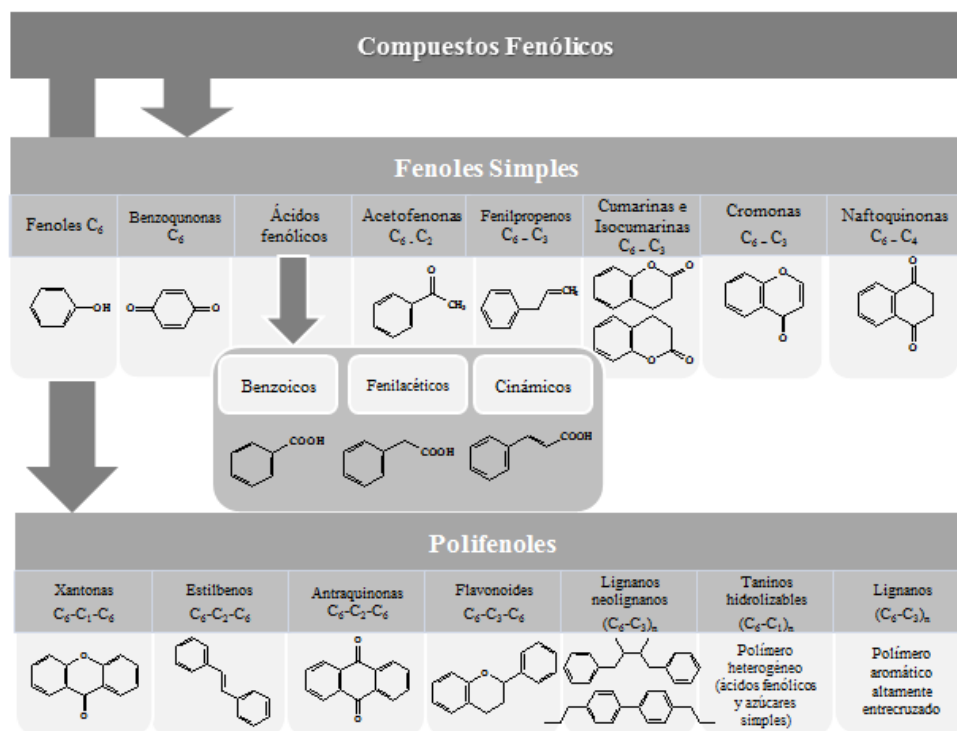 Compuestos Fenólicos
Fenoles Simples
Fenoles C6
Benzoqunonas
C6
Ácidos
fenólicos
Acetofenonas
C6 - C2
Fenilpropenos
C6 - C3
Cumarinas e
Isocumarinas
C6 - C3
Cromonas
C6 - C3
Naftoquinonas
C6 - C4
OH
O
O
O
CH3
CH2
O
O
O
O
O
O
O
O
Benzoicos
Fenilacéticos
Cinámicos
COOH
COOH
COOH
Polifenoles
Xantonas
C6-C1-C6
Estilbenos
C6-C2-C6
Antraquinonas
C6-C2-C6
Flavonoides
C6-C3-C6
Lignanos
neolignanos
(C6-C3)n
Taninos
hidrolizables
(C6-C1)n
Lignanos
(C6-C3)n
O
O
O
O
O
Polímero
heterogéneo
(ácidos fenólicos
y azúcares
simples)
Polímero
aromático
altamente
entrecruzado